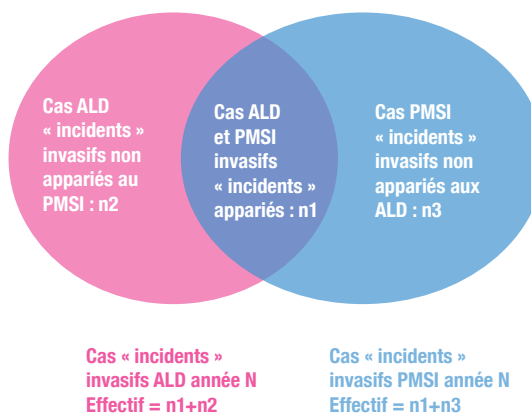 Cas ALD
« incidents »
invasifs non
appariés au
PMSI : n2
Cas ALD
et PMSI
invasifs
« incidents »
appariés : n1
Cas PMSI
« incidents »
invasifs non
appariés aux
ALD : n3
Cas « incidents »
invasifs ALD année N
Effectif = n1+n2
Cas « incidents »
invasifs PMSI année N
Effectif = n1+n3